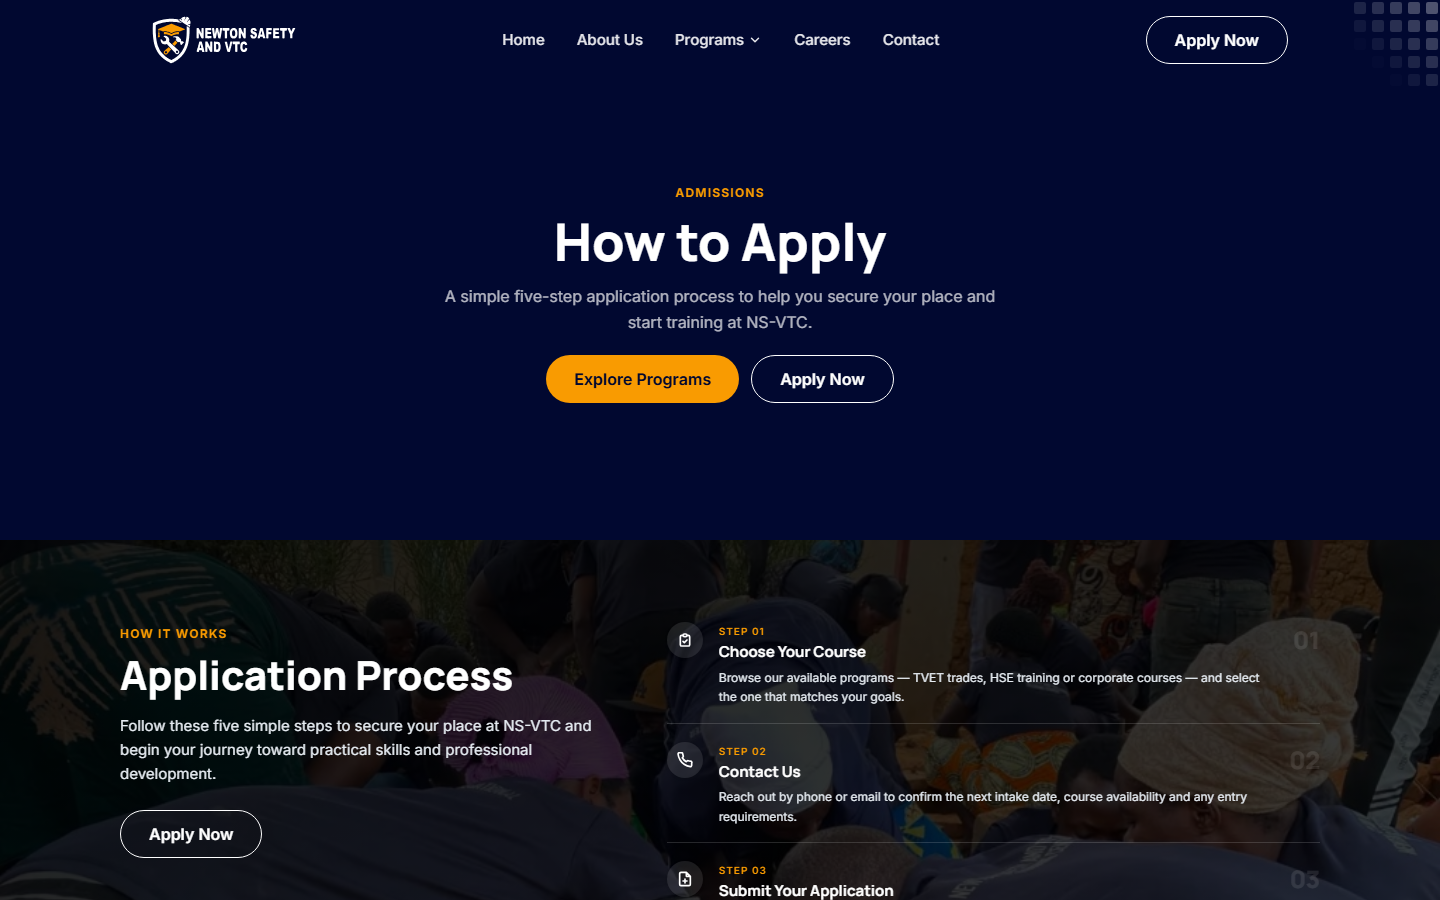 NEWTON SAFETY
AND VTC
Home
About Us
Programs
Careers
Contact
Apply Now
ADMISSIONS
How to Apply
A simple five-step application process to help you secure your place and
start training at NS-VTC.
Explore Programs
Apply Now
HOW IT WORKS
Application Process
Follow these five simple steps to secure your place at NS-VTC and
begin your journey toward practical skills and professional
development.
Apply Now
STEP 01
01
Choose Your Course
Browse our available programs — TVET trades, HSE training or corporate courses — and select
the one that matches your goals.
STEP 02
02
Contact Us
Reach out by phone or email to confirm the next intake date, course availability and any entry
requirements.
STEP 03
03
Submit Your Application